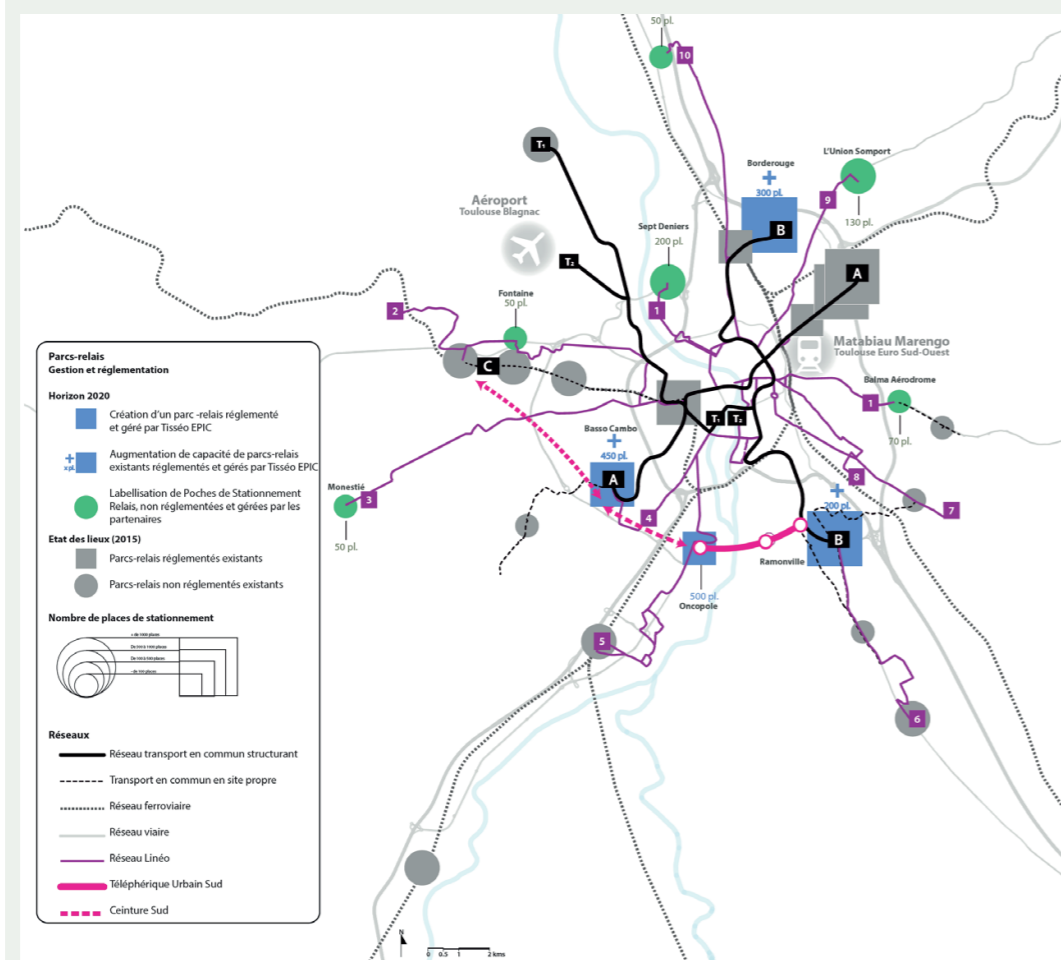 50 pl.
10
T1
L'Union Somport
Borderouge
+
300 pl.
9
130 pl.
Aéroport
Toulouse Blagnac
Sept Deniers
200 pl.
B
A
T2
Fontaine
50 pl.
2
1
Matabiau Marengo
Toulouse Euro Sud-Ouest
C
Balma Aérodrome
1
70 pl.
T1
Basso Cambo
+
450 pl.
A
Monestié
3
50 pl.
4
8
7
+
200 pl.
B
Ramonville
500 pl.
Oncopole
5
6
Parcs-relais
Gestion et réglementation
Horizon 2020
Création d'un parc -relais réglementé
et géré par Tisséo EPIC
+
x pl.
Augmentation de capacité de parcs-relais
existants réglementés et gérés par Tisséo EPIC
Labellisation de Poches de Stationnement
Relais, non réglementées et gérées par les
partenaires
Etat des lieux (2015)
Parcs-relais réglementés existants
Parcs-relais non réglementés existants
Nombre de places de stationnement
Réseaux
Réseau transport en commun structurant
Transport en commun en site propre
Réseau ferroviaire
Réseau viaire
Réseau Linéo
Téléphérique Urbain Sud
Ceinture Sud
N
0 0.5 1 2 kms